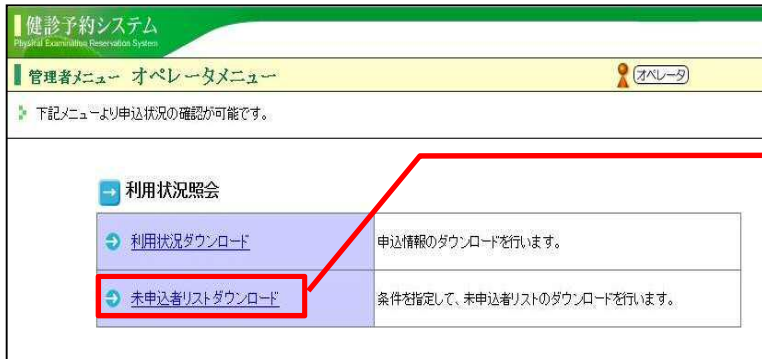 健診予約システム
Physical Examination Reservation System
管理者メニュー オペレータメニュー
オペレータ
下記メニューより申込状況の確認が可能です。
利用状況照会
利用状況ダウンロード
申込情報のダウンロードを行います。
未申込者リストダウンロード
条件を指定して、未申込者リストのダウンロードを行います。